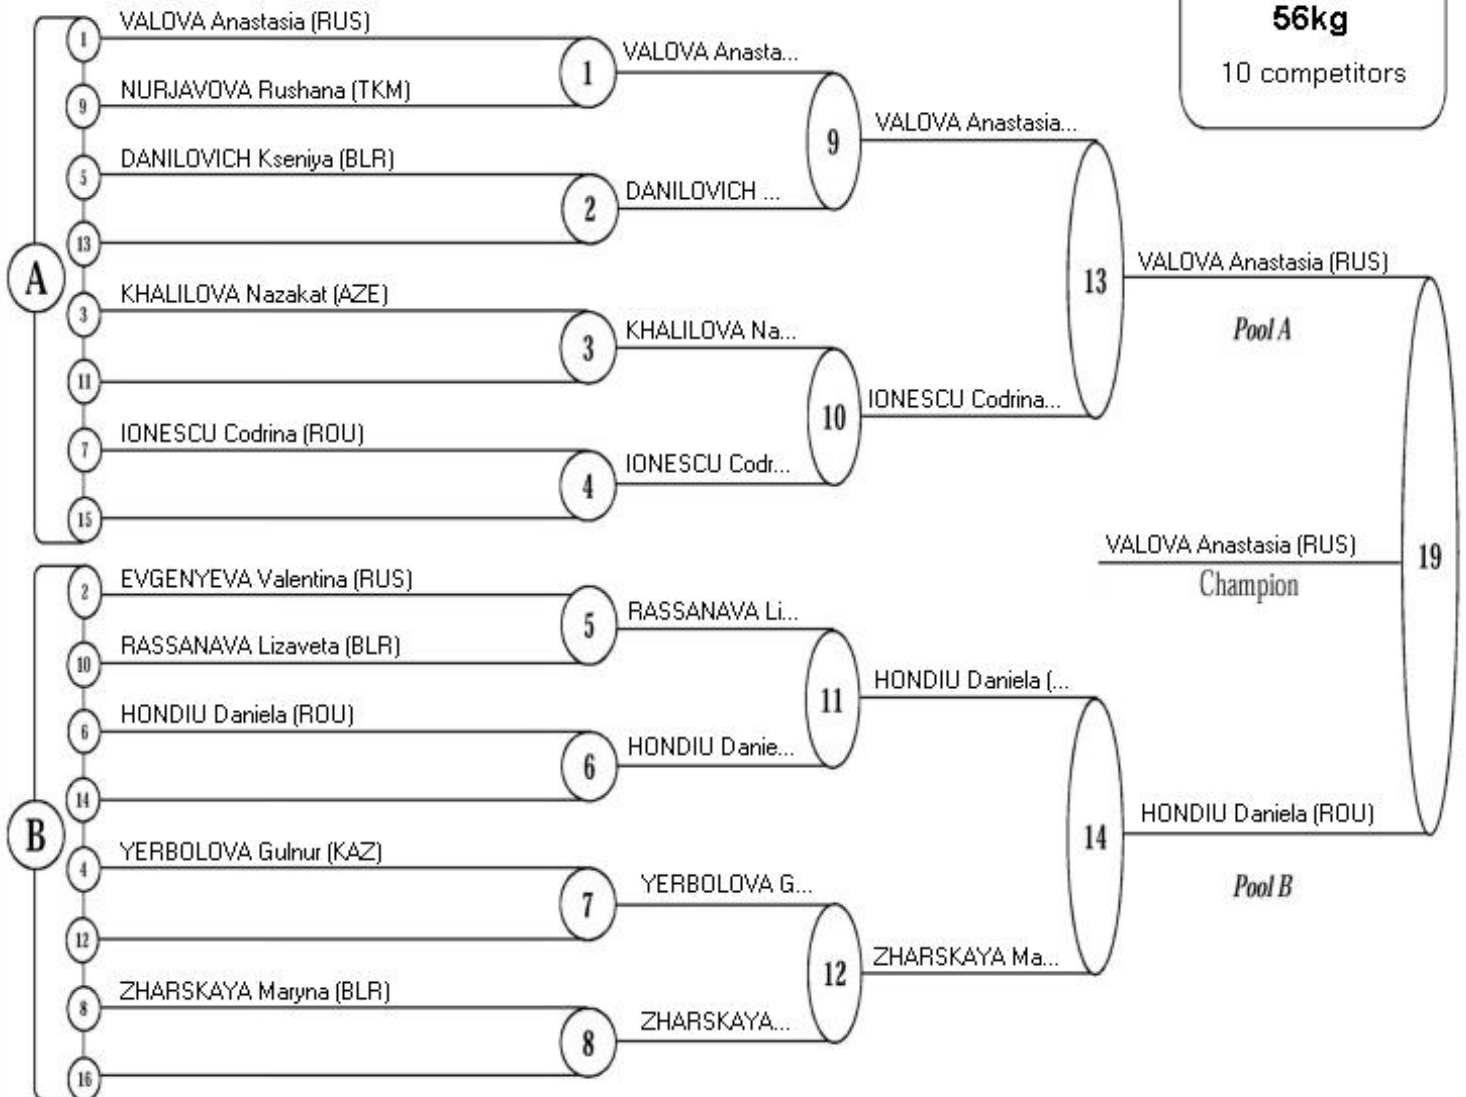 56kg
10 competitors
A
1 VALOVA Anastasia (RUS)
9 NURJAVOVA Rushana (TKM)
5 DANILOVICH Kseniya (BLR)
13
3 KHALILOVA Nazakat (AZE)
11
7 IONESCU Codrina (ROU)
15
1 VALOVA Anasta...
2 DANILOVICH ...
3 KHALILOVA Na...
4 IONESCU Codr...
9 VALOVA Anastasia...
10 IONESCU Codrina...
13 VALOVA Anastasia (RUS)
Pool A
B
2 EVGENYEVA Valentina (RUS)
10 RASSANAVA Lizaveta (BLR)
6 HONDIU Daniela (ROU)
14
4 YERBOLOVA Gulnur (KAZ)
12
8 ZHARSKAYA Maryna (BLR)
16
5 RASSANAVA Li...
6 HONDIU Danie...
7 YERBOLOVA G...
8 ZHARSKAYA...
11 HONDIU Daniela (...
12 ZHARSKAYA Ma...
14 HONDIU Daniela (ROU)
Pool B
19
VALOVA Anastasia (RUS)
Champion